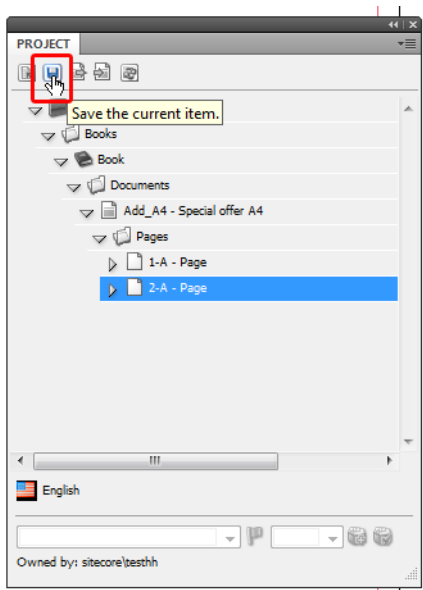 PROJECT
Save the current item.
Books
Book
Documents
Add_A4 - Special offer A4
Pages
1-A - Page
2-A - Page
English
Owned by: sitecore\testhh